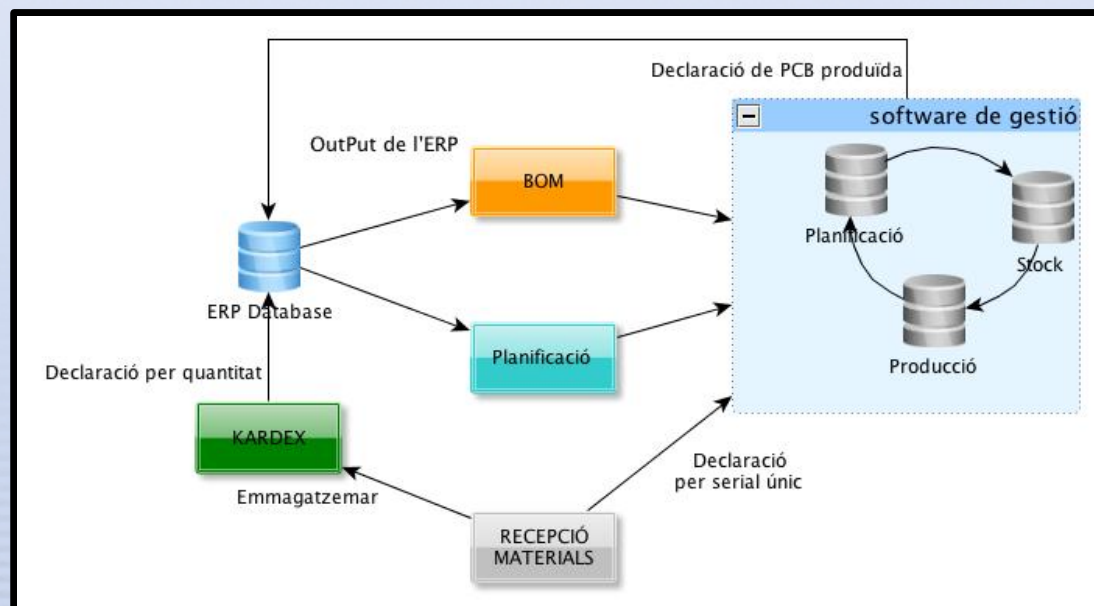 Declaració de PCB produïda
software de gestió
OutPut de l'ERP
BOM
Planificació
Stock
ERP Database
Producció
Planificació
Declaració per quantitat
KARDEX
Declaració
per serial únic
Emmagatzemar
RECEPCIÓ
MATERIALS